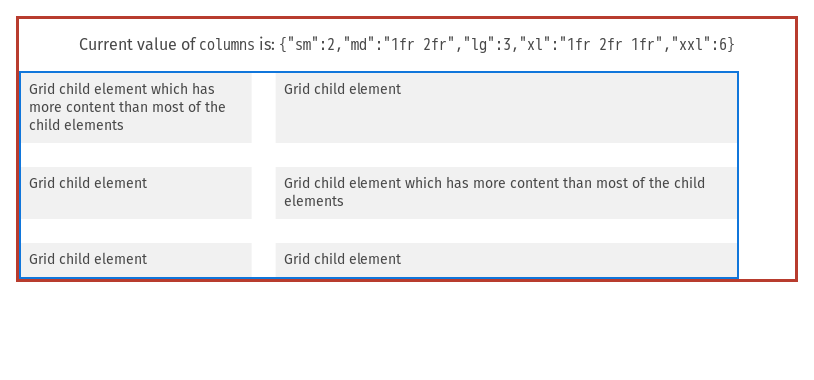 Current value of columns is: {"sm":2,"md":"1fr 2fr","lg":3,"xl":"1fr 2fr 1fr","xxl":6}
Grid child element which has
more content than most of the
child elements
Grid child element
Grid child element
Grid child element which has more content than most of the child
elements
Grid child element
Grid child element